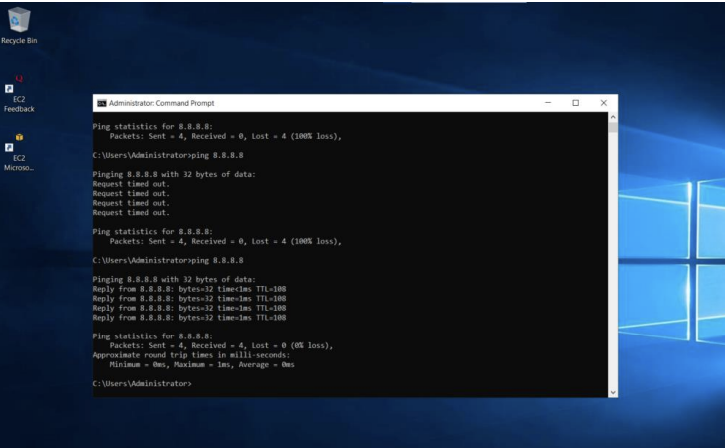 Recycle Bin
EC2
Feedback
EC2
Microso...
Administrator: Command Prompt
Ping statistics for 8.8.8.8:
Packets: Sent = 4, Received = 0, Lost = 4 (100% loss),
C:\Users\Administrator>ping 8.8.8.8
Pinging 8.8.8.8 with 32 bytes of data:
Request timed out.
Request timed out.
Request timed out.
Request timed out.
Ping statistics for 8.8.8.8:
Packets: Sent = 4, Received = 0, Lost = 4 (100% loss),
C:\Users\Administrator>ping 8.8.8.8
Pinging 8.8.8.8 with 32 bytes of data:
Reply from 8.8.8.8: bytes=32 time<1ms TTL=108
Reply from 8.8.8.8: bytes=32 time=1ms TTL=108
Reply from 8.8.8.8: bytes=32 time=1ms TTL=108
Reply from 8.8.8.8: bytes=32 time=1ms TTL=108
Ping statistics for 8.8.8.8:
Packets: Sent = 4, Received = 4, Lost = 0 (0% loss),
Approximate round trip times in milli-seconds:
Minimum = 0ms, Maximum = 1ms, Average = 0ms
C:\Users\Administrator>